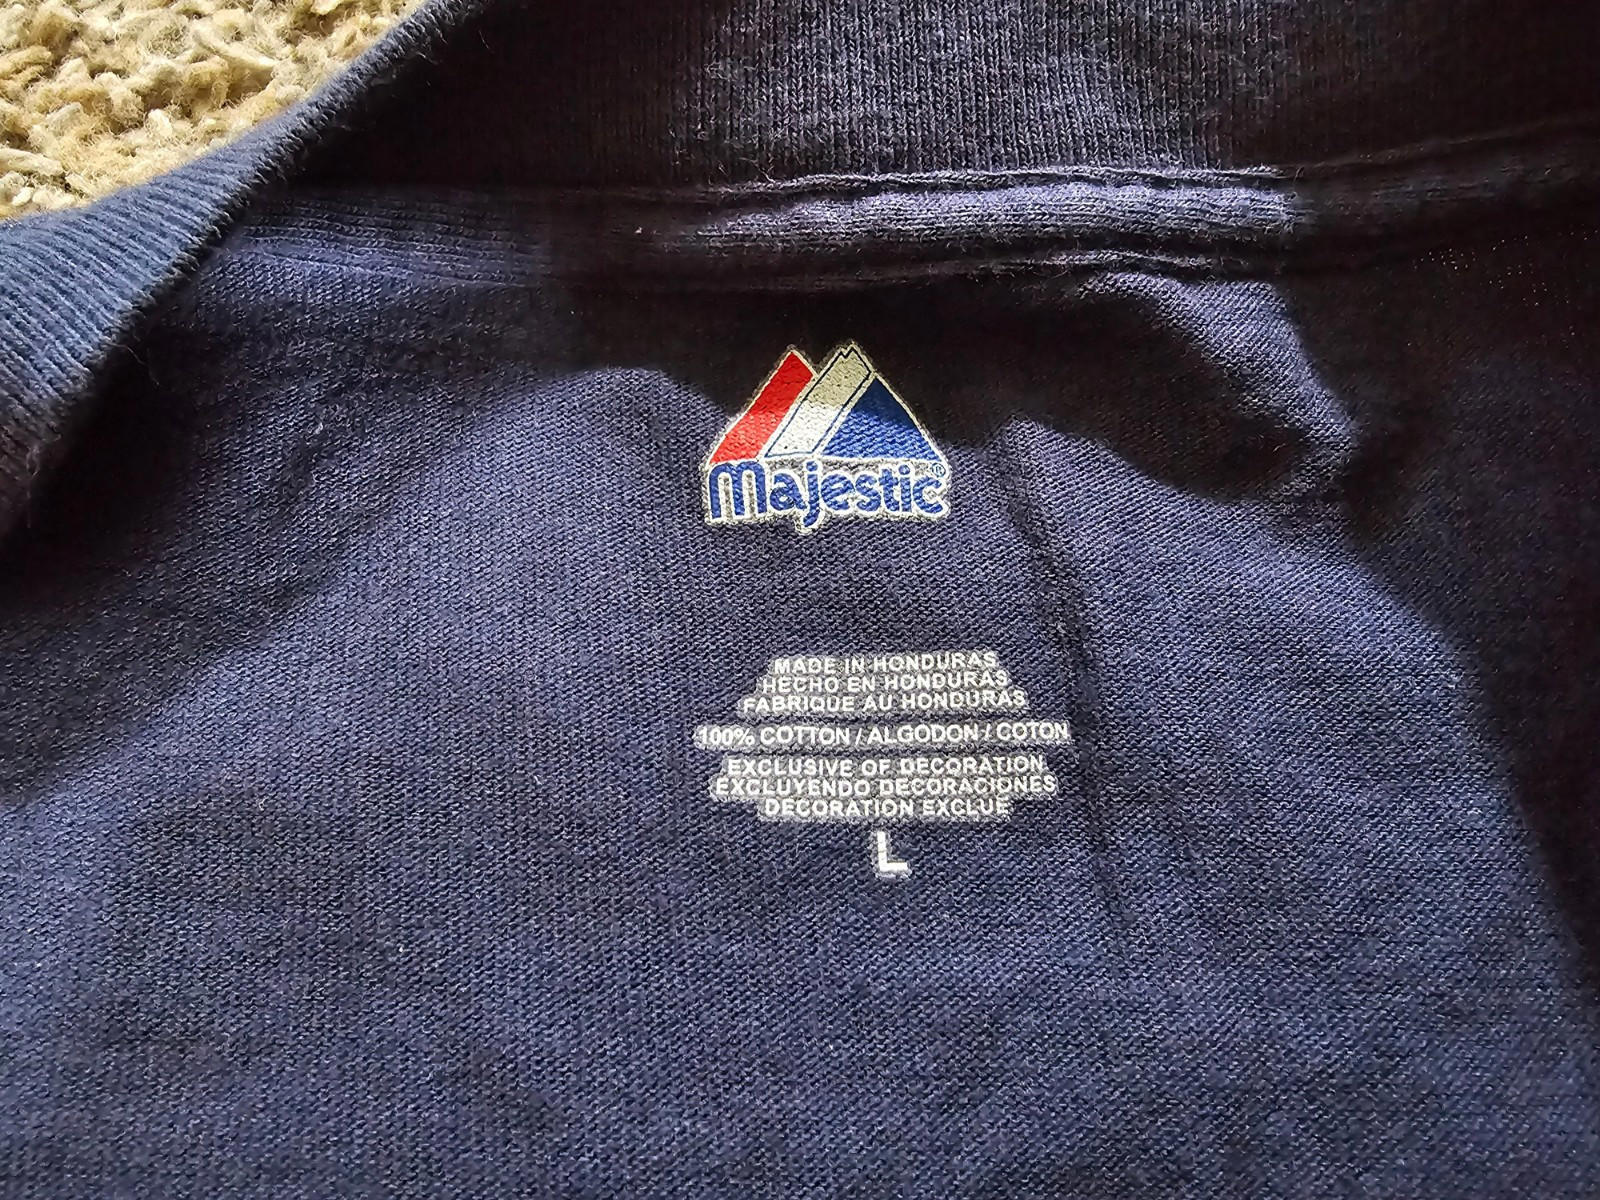 Majestic®
MADE IN HONDURAS
HECHO EN HONDURAS
FABRIQUE AU HONDURAS
100% COTTON / ALGODON / COTON
EXCLUSIVE OF DECORATION
EXCLUYENDO DECORACIONES
DECORATION EXCLUE
L